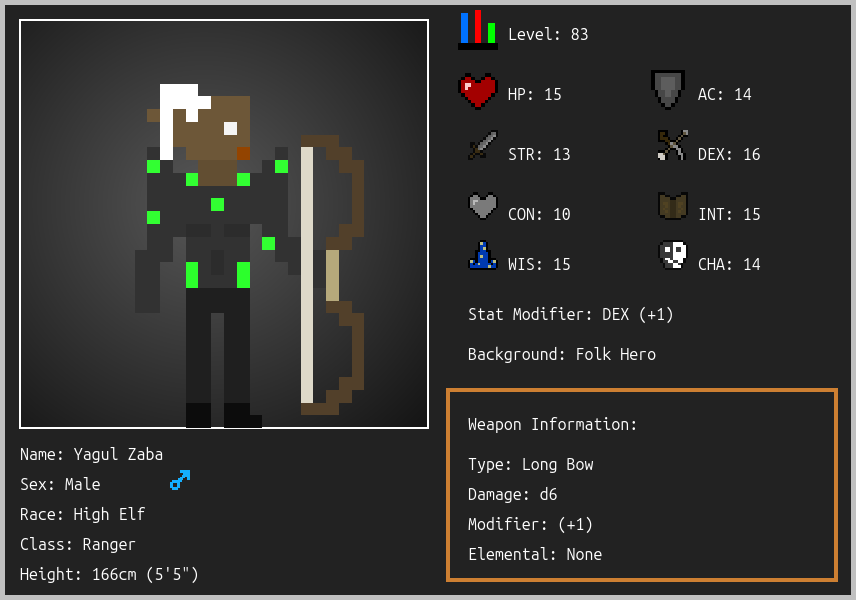 Level: 83
HP: 15
AC: 14
STR: 13
DEX: 16
CON: 10
INT: 15
WIS: 15
CHA: 14
Stat Modifier: DEX (+1)
Background: Folk Hero
Weapon Information:
Type: Long Bow
Damage: d6
Modifier: (+1)
Elemental: None
Name: Yagul Zaba
Sex: Male
Race: High Elf
Class: Ranger
Height: 166cm (5'5")